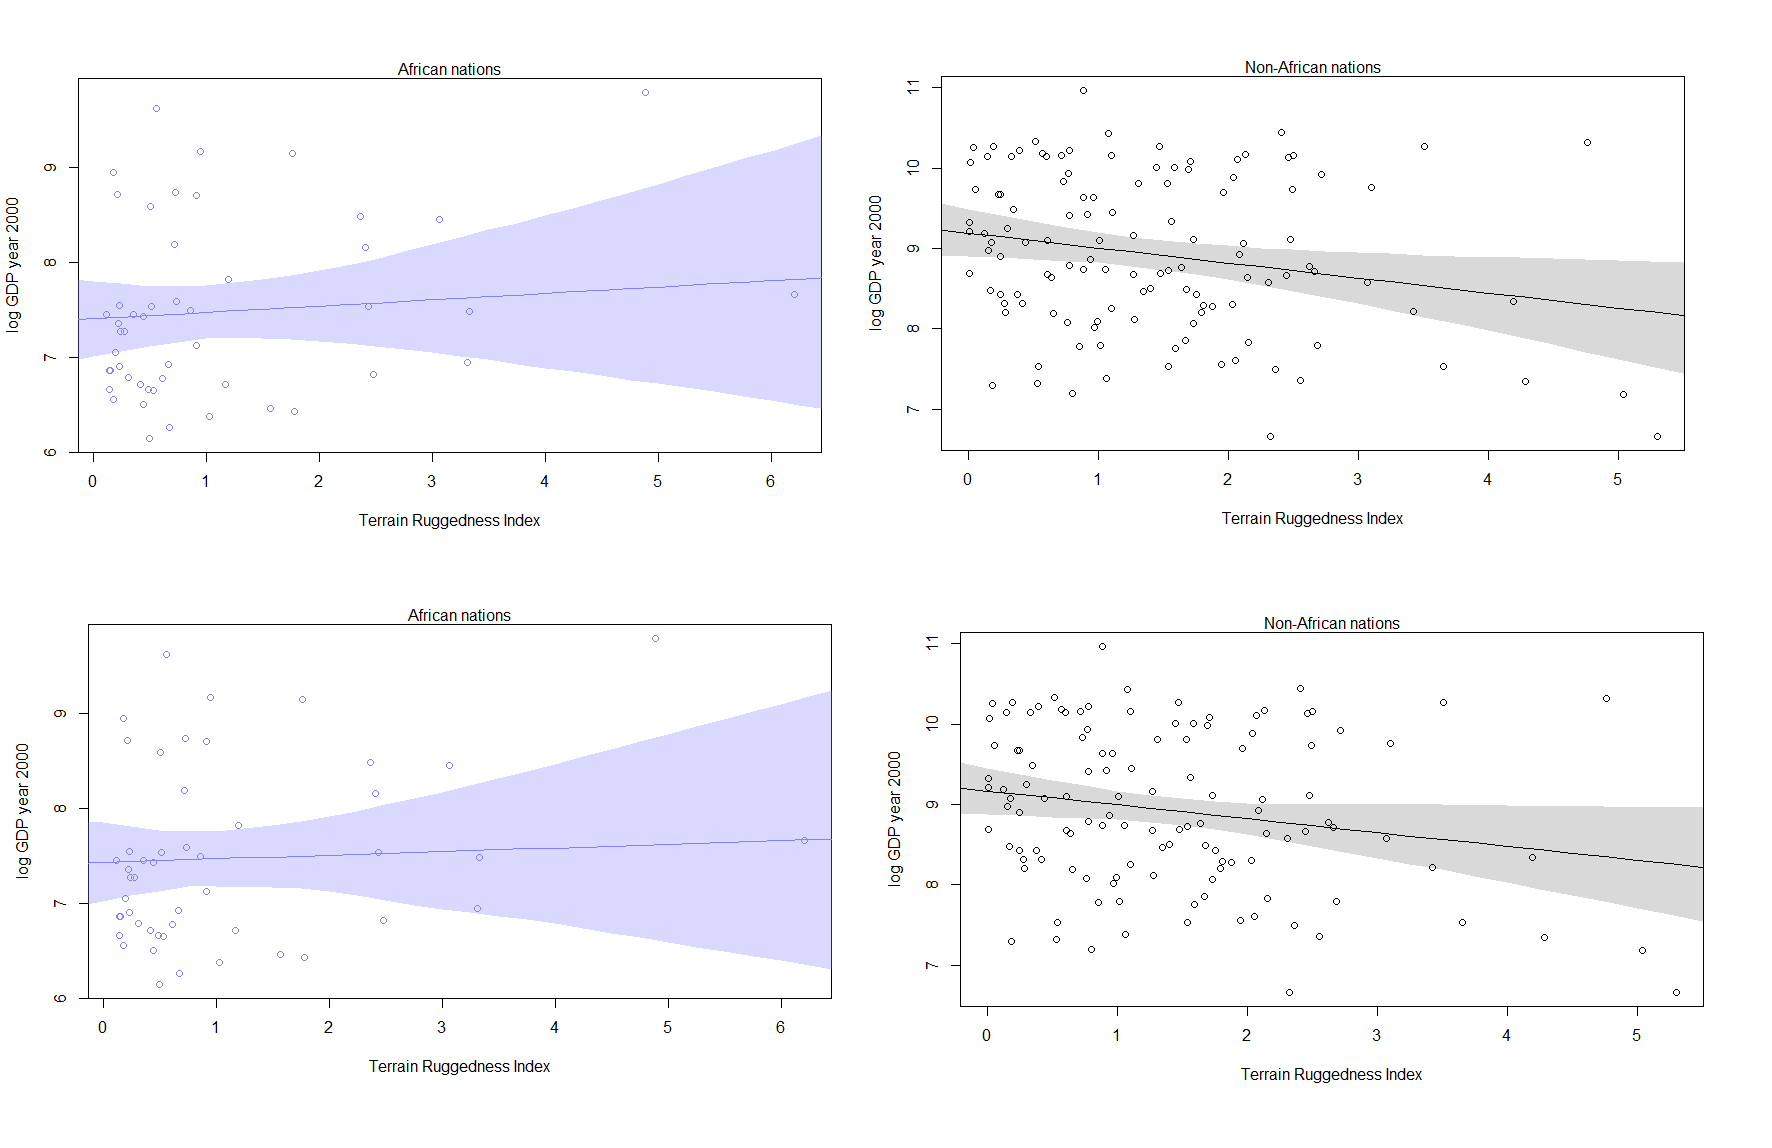 African nations
log GDP year 2000
9
8
7
6
0 1 2 3 4 5 6
Terrain Ruggedness Index
Non-African nations
log GDP year 2000
11
10
9
8
7
0 1 2 3 4 5
Terrain Ruggedness Index
African nations
log GDP year 2000
9
8
7
6
0 1 2 3 4 5 6
Terrain Ruggedness Index
Non-African nations
log GDP year 2000
11
10
9
8
7
0 1 2 3 4 5
Terrain Ruggedness Index